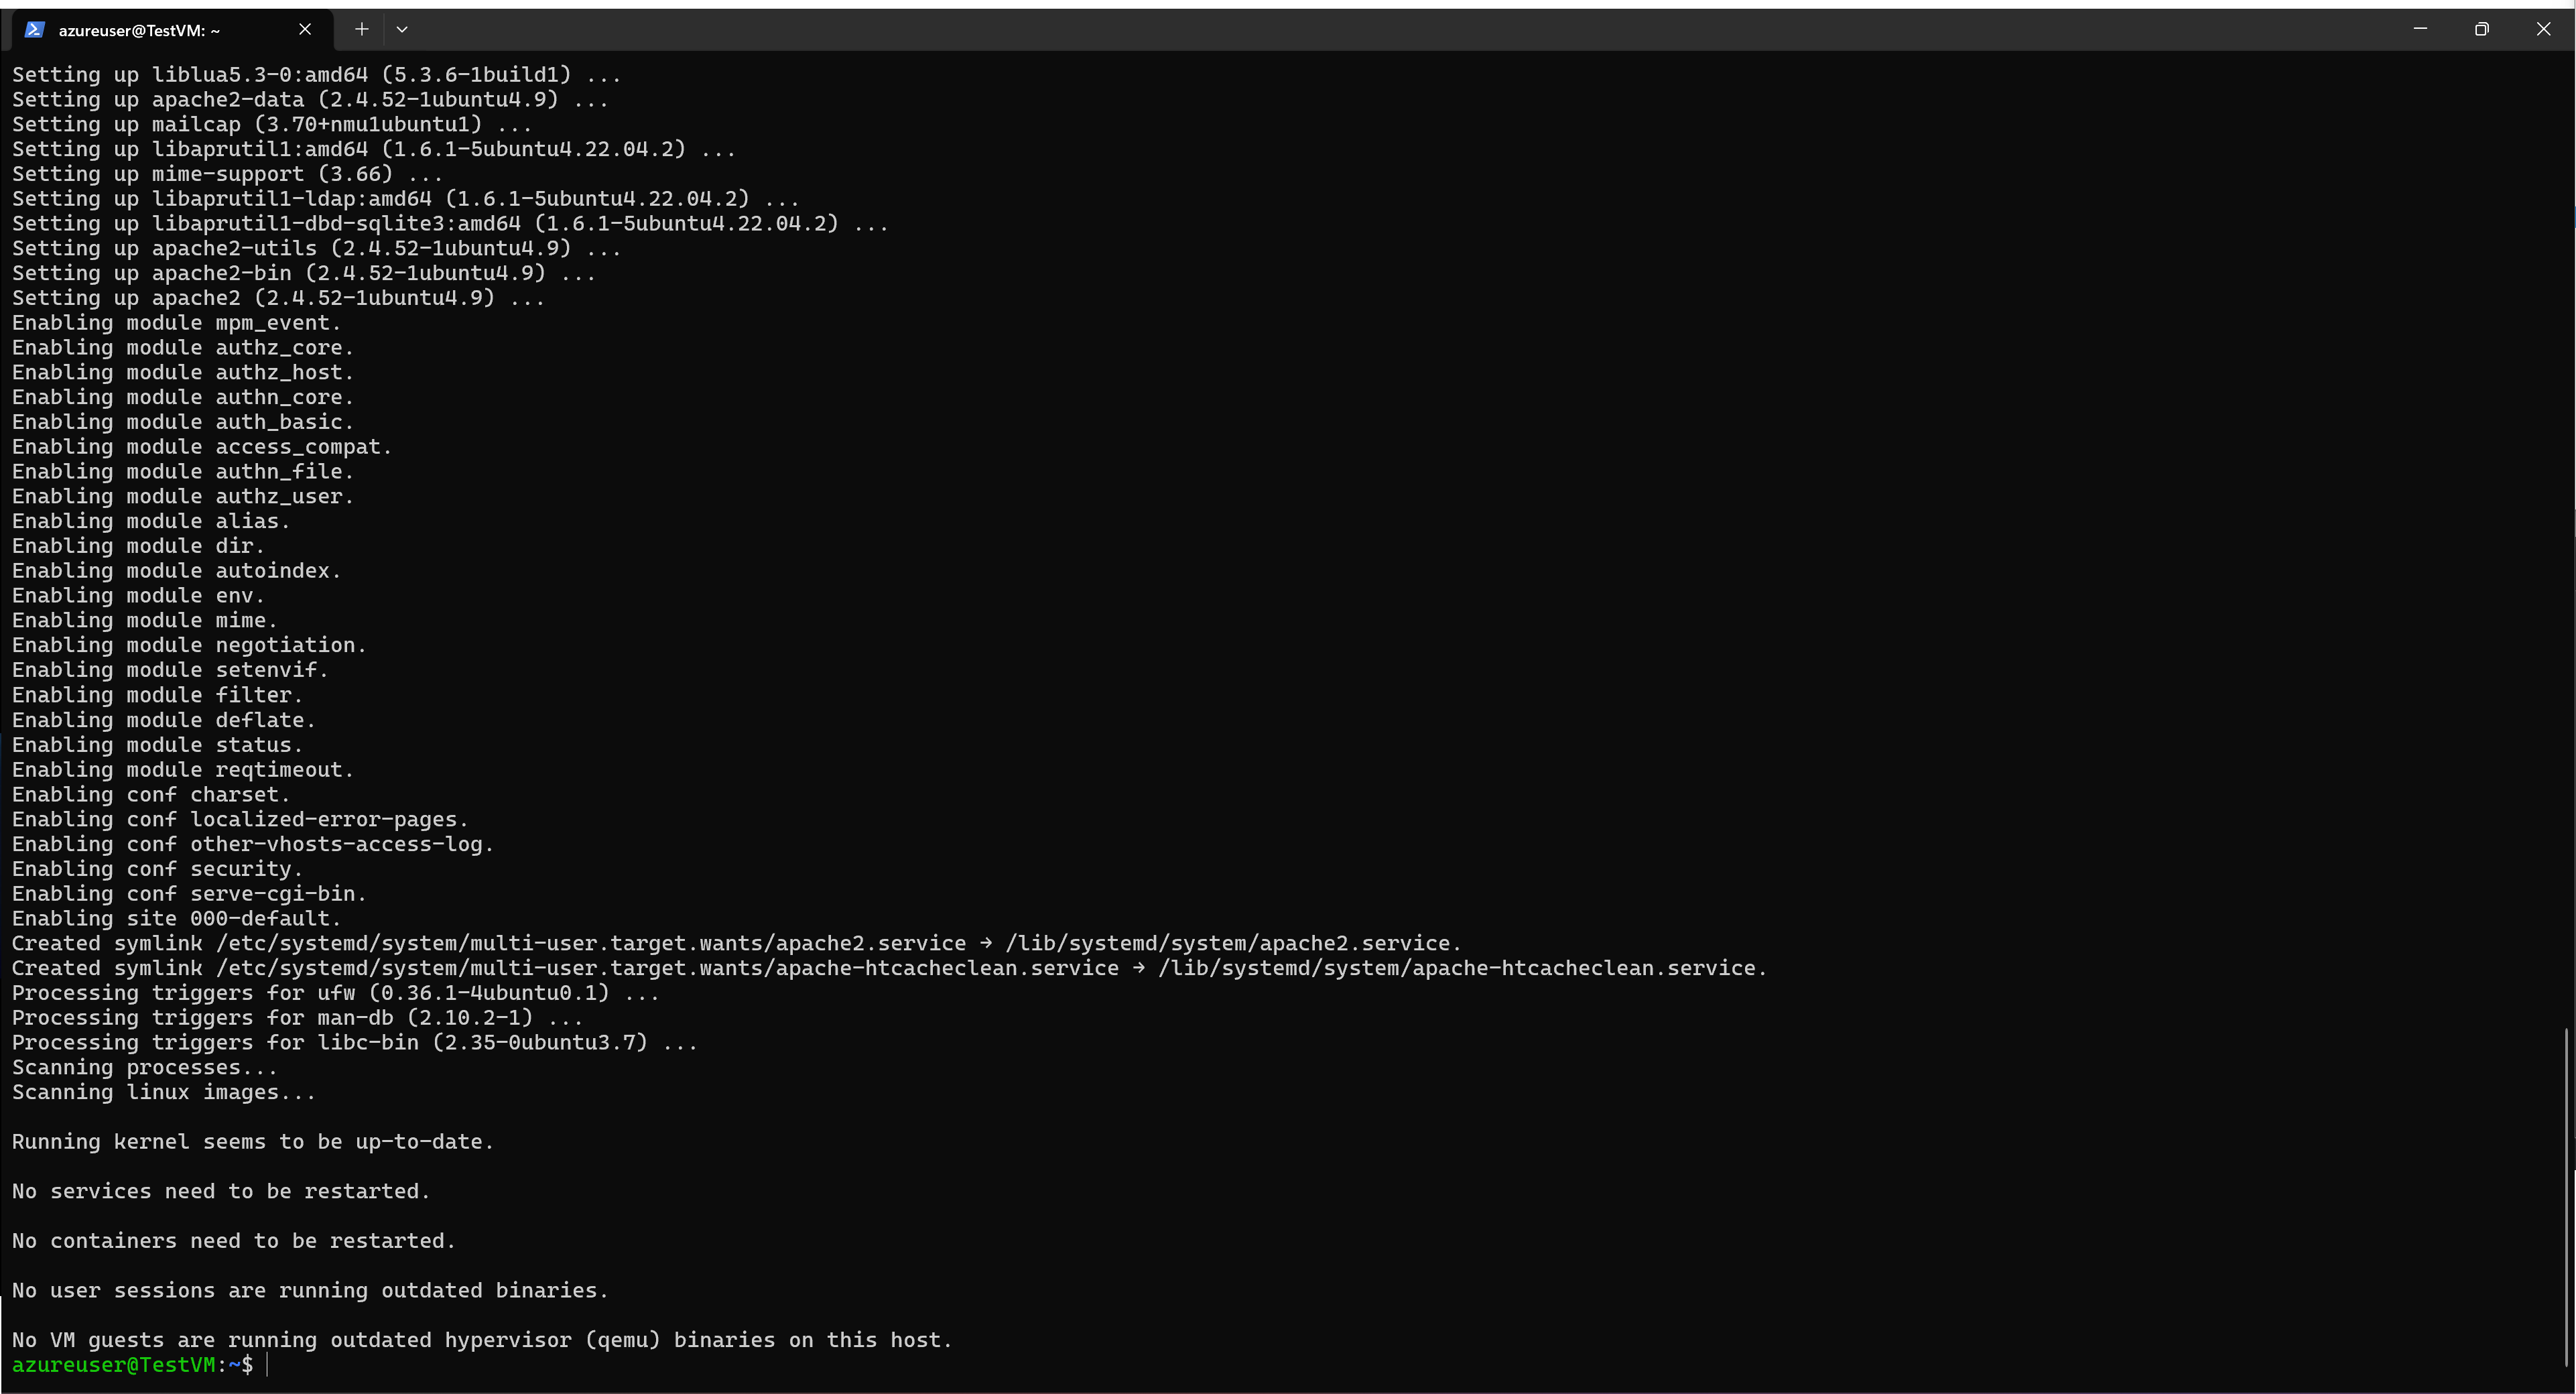 azureuser@TestVM: ~
Setting up liblua5.3-0:amd64 (5.3.6-1build1) ...
Setting up apache2-data (2.4.52-1ubuntu4.9) ...
Setting up mailcap (3.70+nmu1ubuntu1) ...
Setting up libaprutil1:amd64 (1.6.1-5ubuntu4.22.04.2) ...
Setting up mime-support (3.66) ...
Setting up libaprutil1-ldap:amd64 (1.6.1-5ubuntu4.22.04.2) ...
Setting up libaprutil1-dbd-sqlite3:amd64 (1.6.1-5ubuntu4.22.04.2) ...
Setting up apache2-utils (2.4.52-1ubuntu4.9) ...
Setting up apache2-bin (2.4.52-1ubuntu4.9) ...
Setting up apache2 (2.4.52-1ubuntu4.9) ...
Enabling module mpm_event.
Enabling module authz_core.
Enabling module authz_host.
Enabling module authn_core.
Enabling module auth_basic.
Enabling module access_compat.
Enabling module authn_file.
Enabling module authz_user.
Enabling module alias.
Enabling module dir.
Enabling module autoindex.
Enabling module env.
Enabling module mime.
Enabling module negotiation.
Enabling module setenvif.
Enabling module filter.
Enabling module deflate.
Enabling module status.
Enabling module reqtimeout.
Enabling conf charset.
Enabling conf localized-error-pages.
Enabling conf other-vhosts-access-log.
Enabling conf security.
Enabling conf serve-cgi-bin.
Enabling site 000-default.
Created symlink /etc/systemd/system/multi-user.target.wants/apache2.service → /lib/systemd/system/apache2.service.
Created symlink /etc/systemd/system/multi-user.target.wants/apache-htcacheclean.service → /lib/systemd/system/apache-htcacheclean.service.
Processing triggers for ufw (0.36.1-4ubuntu0.1) ...
Processing triggers for man-db (2.10.2-1) ...
Processing triggers for libc-bin (2.35-0ubuntu3.7) ...
Scanning processes...
Scanning linux images...
Running kernel seems to be up-to-date.
No services need to be restarted.
No containers need to be restarted.
No user sessions are running outdated binaries.
No VM guests are running outdated hypervisor (qemu) binaries on this host.
azureuser@TestVM:~$